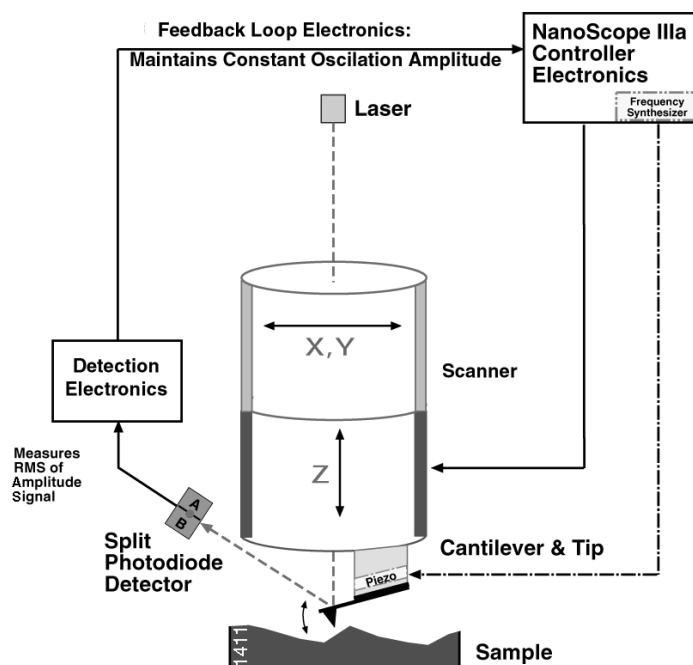 Feedback Loop Electronics:
Maintains Constant Oscilation Amplitude
NanoScope IIIa
Controller
Electronics
Frequency
Synthesizer
Laser
X, Y
Scanner
Detection
Electronics
Z
Measures
RMS of
Amplitude
Signal
A
B
Split
Photodiode
Detector
Cantilever & Tip
Piezo
Sample
1411